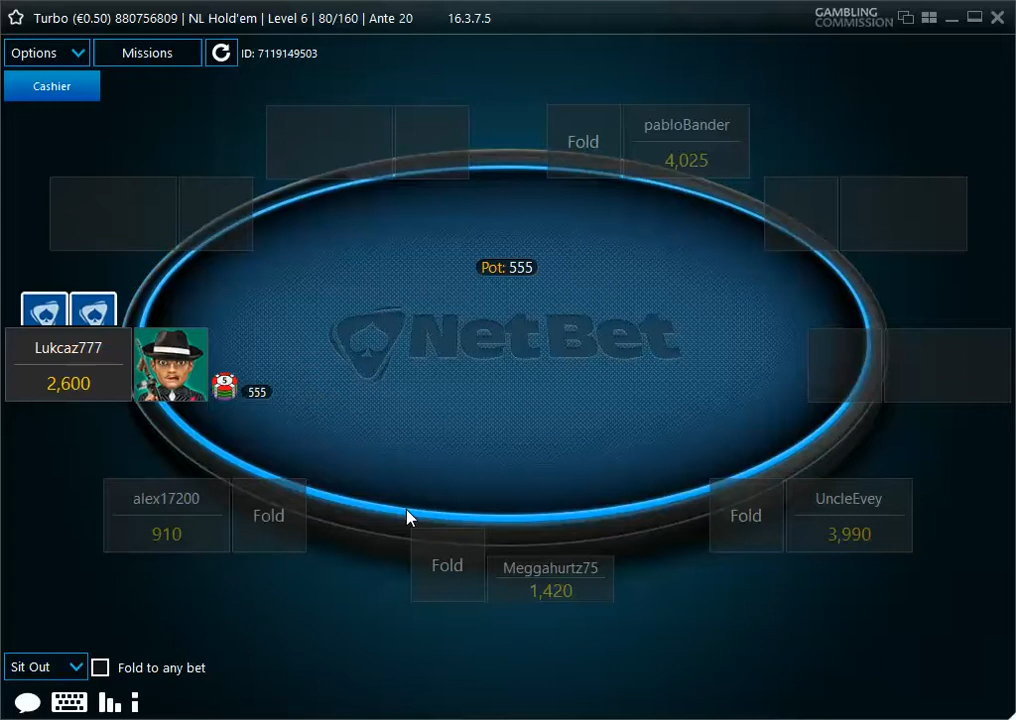 Turbo (€0.50) 880756809 | NL Hold'em | Level 6 | 80/160 | Ante 20 16.3.7.5
GAMBLING
COMMISSION
Options Missions ID: 7119149503
Cashier
Fold pabloBander
4,025
Pot: 555
NetBet
Lukcaz777
2,600
5
555
alex17200
910
Fold
Fold
Meggahurtz75
1,420
Fold
UncleEvey
3,990
Sit Out Fold to any bet